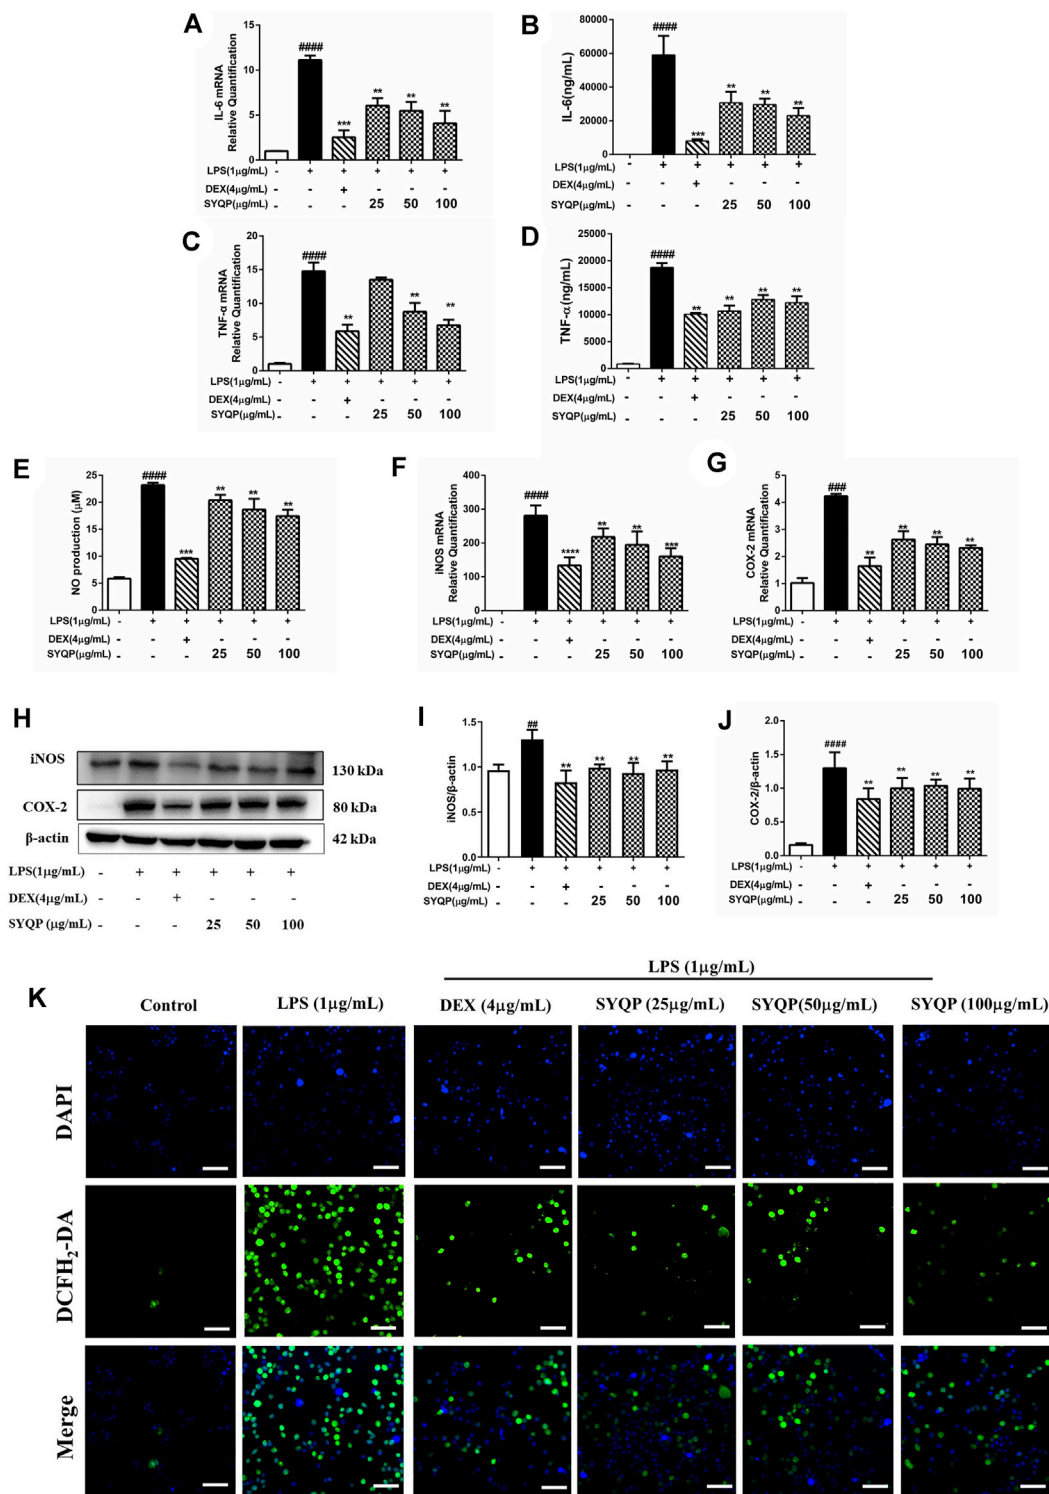 A
IL-6 mRNA
Relative Quantification
15
10
5
0
####
***
**
**
**
LPS(1μg/mL) - + + + + +
DEX(4μg/mL) - - + - - -
SYQP(μg/mL) - - - 25 50 100
B
IL-6(ng/mL)
80000
60000
40000
20000
0
####
***
**
**
**
- + + + + +
LPS(1μg/mL)
DEX(4μg/mL) - - + - - -
SYQP(μg/mL) - - - 25 50 100
C
TNF-α mRNA
Relative Quantification
20
15
10
5
0
####
**
**
**
LPS(1μg/mL) - + + + + +
DEX(4μg/mL) - - + - - -
SYQP(μg/mL) - - - 25 50 100
D
TNF-α(ng/mL)
25000
20000
15000
10000
5000
0
####
**
**
**
**
LPS(1μg/mL) - + + + + +
DEX(4μg/mL) - - + - - -
SYQP(μg/mL) - - - 25 50 100
E
NO production (μM)
25
20
15
10
5
0
####
***
**
**
**
LPS(1μg/mL) - + + + + +
DEX(4μg/mL) - - + - - -
SYQP(μg/mL) - - - 25 50 100
F
iNOS mRNA
Relative Quantification
400
300
200
100
0
####
****
**
**
***
LPS(1μg/mL) - + + + + +
DEX(4μg/mL) - - + - - -
SYQP(μg/mL) - - - 25 50 100
G
COX-2 mRNA
Relative Quantification
5
4
3
2
1
0
###
**
**
**
**
LPS(1μg/mL) - + + + + +
DEX(4μg/mL) - - + - - -
SYQP(μg/mL) - - - 25 50 100
H
iNOS 130 kDa
COX-2 80 kDa
β-actin 42 kDa
LPS(1μg/mL) - + + + + +
DEX(4μg/mL) - - + - - -
SYQP (μg/mL) - - - 25 50 100
I
iNOS/β-actin
1.5
1.0
0.5
0.0
##
**
**
**
**
LPS(1μg/mL) - + + + + +
DEX(4μg/mL) - - + - - -
SYQP(μg/mL) - - - 25 50 100
J
COX-2/β-actin
2.0
1.5
1.0
0.5
0.0
####
**
**
**
**
LPS(1μg/mL) - + + + + +
DEX(4μg/mL) - - + - - -
SYQP(μg/mL) - - - 25 50 100
K
LPS (1μg/mL)
Control LPS (1μg/mL) DEX (4μg/mL) SYQP (25μg/mL) SYQP(50μg/mL) SYQP (100μg/mL)
DAPI
DCFH₂-DA
Merge